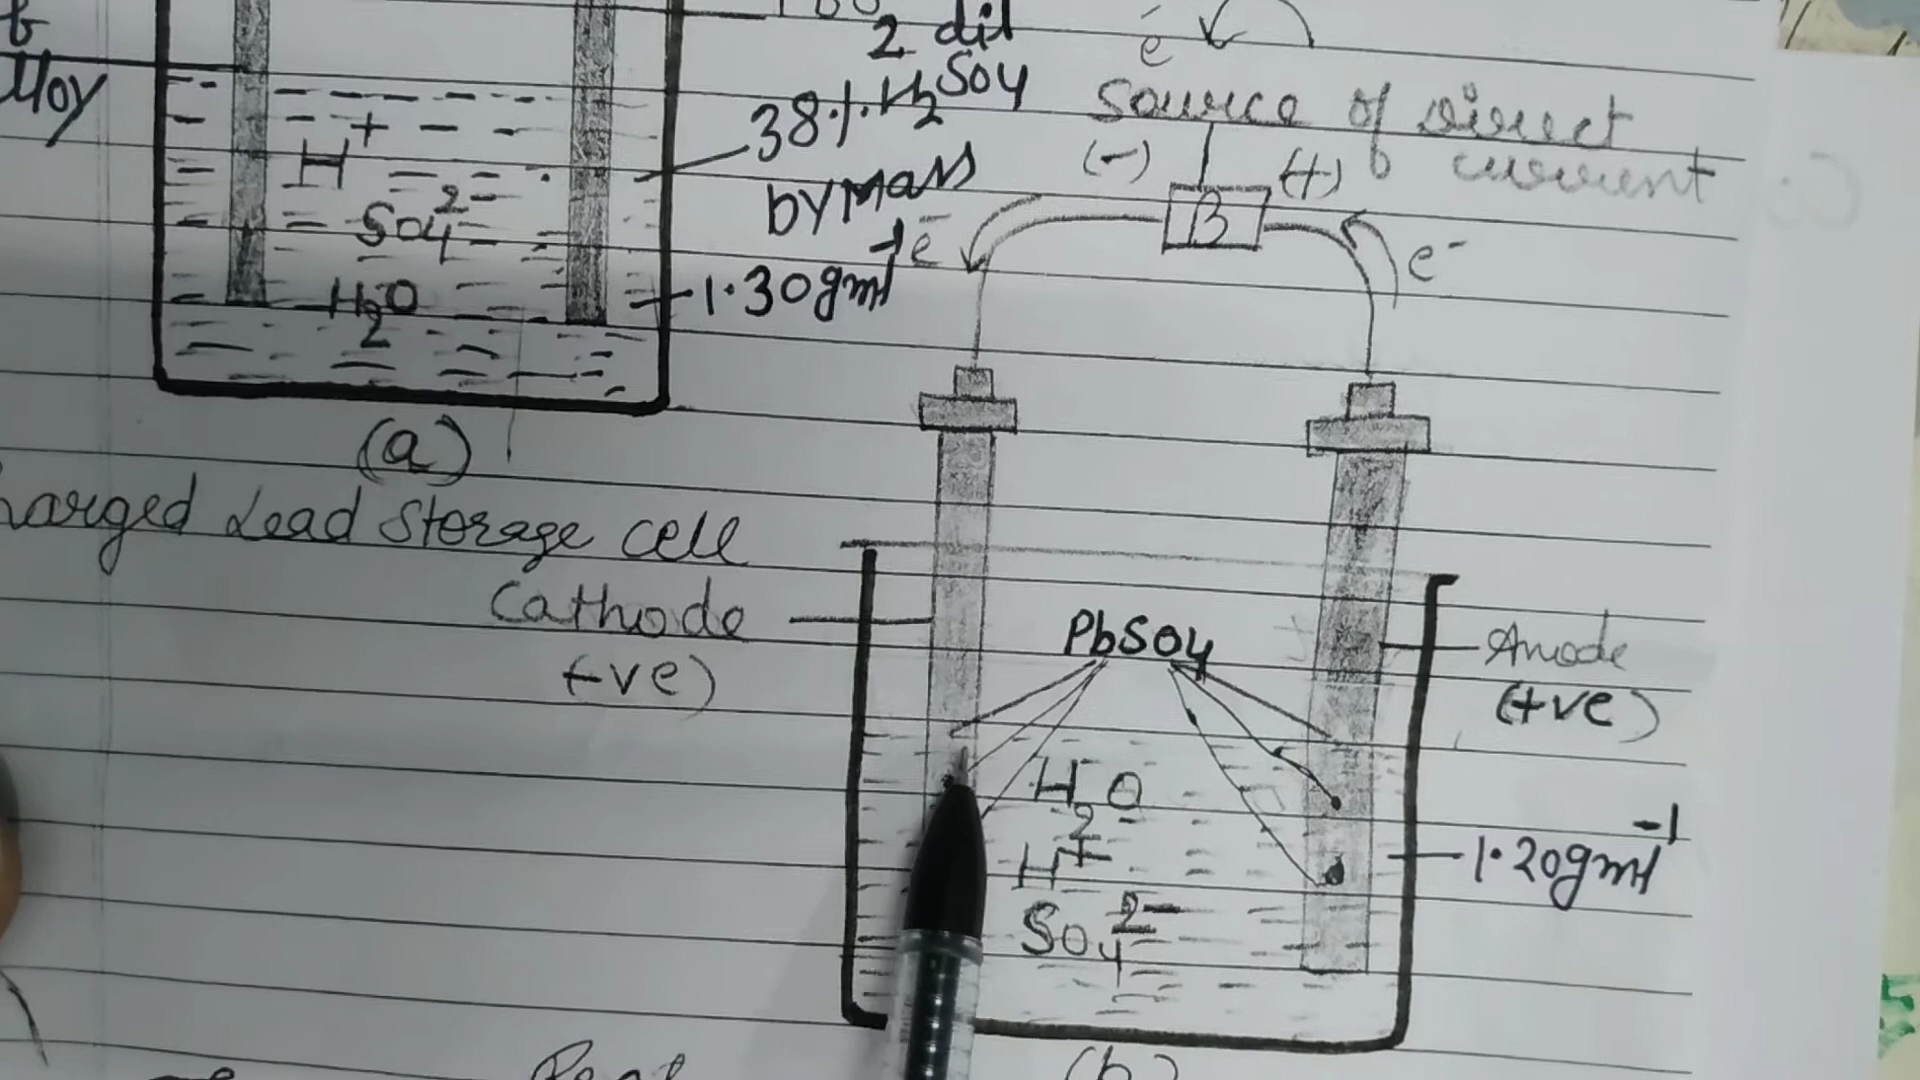 2 dil
38%. H2SO4
by Mass
H+
SO4 2-
H2O
1.30 gml-1
(a)
e-
Source of Direct
current
(-)
(+)
B
e-
e-
harged Lead Storage cell
Cathode
(-ve)
PbSO4
Anode
(+ve)
H2O
H+
SO4 2-
1.20 gml-1
(b)